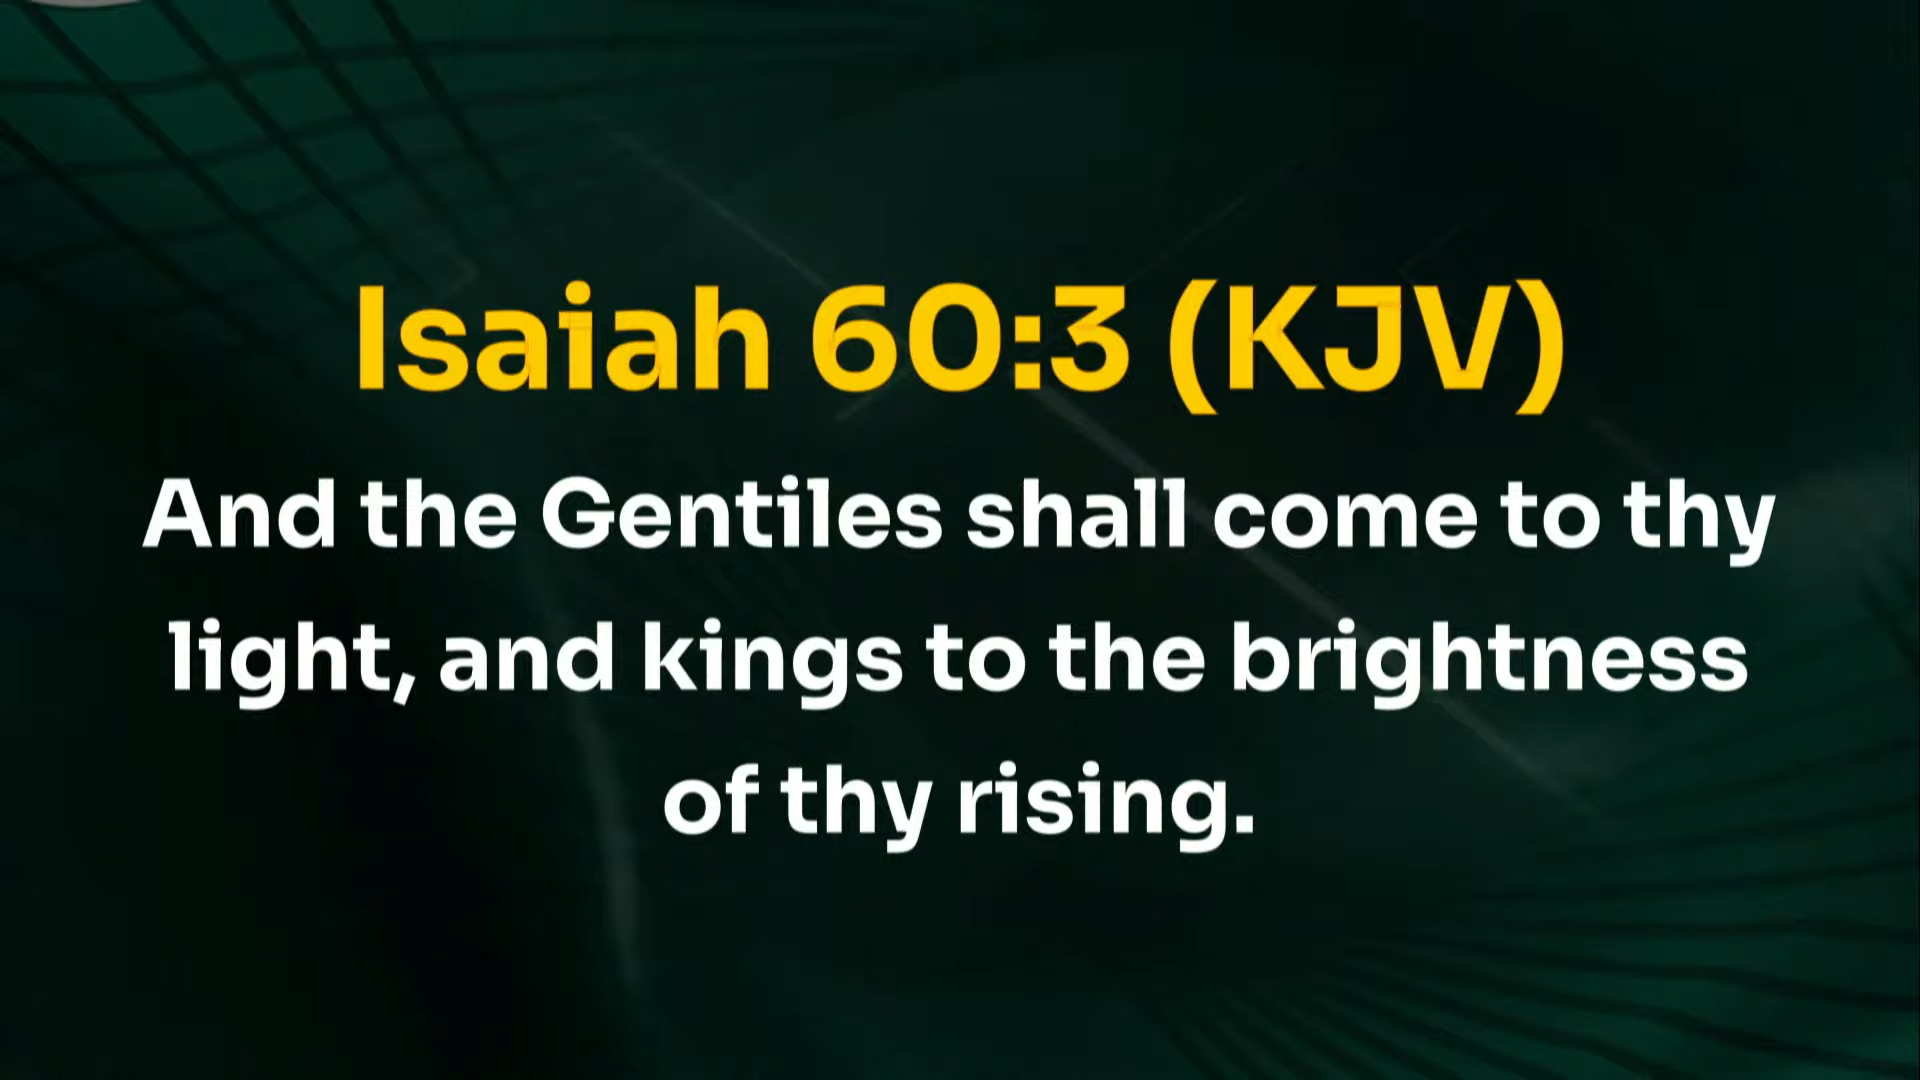 Isaiah 60:3 (KJV)
And the Gentiles shall come to thy
light, and kings to the brightness
of thy rising.